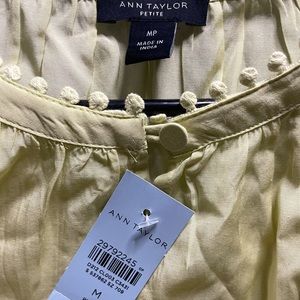 ANN TAYLOR
PETITE
MP
MADE IN
INDIA
ANN TAYLOR
29792245
M